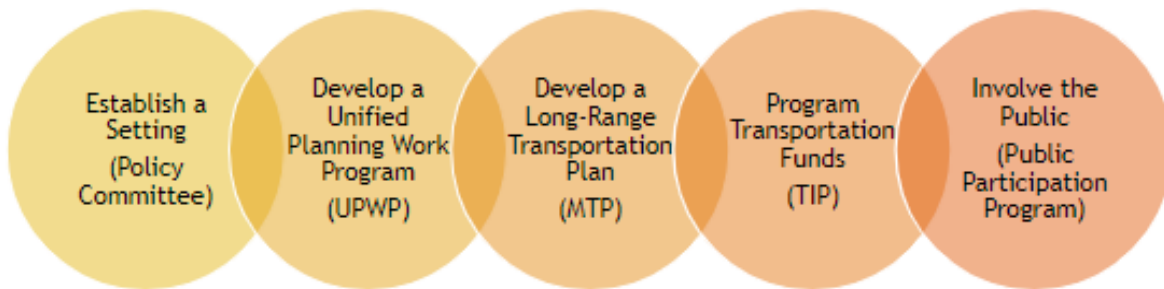 Establish a
Setting
(Policy
Committee)
Develop a
Unified
Planning Work
Program
(UPWP)
Develop a
Long-Range
Transportation
Plan
(MTP)
Program
Transportation
Funds
(TIP)
Involve the
Public
(Public
Participation
Program)